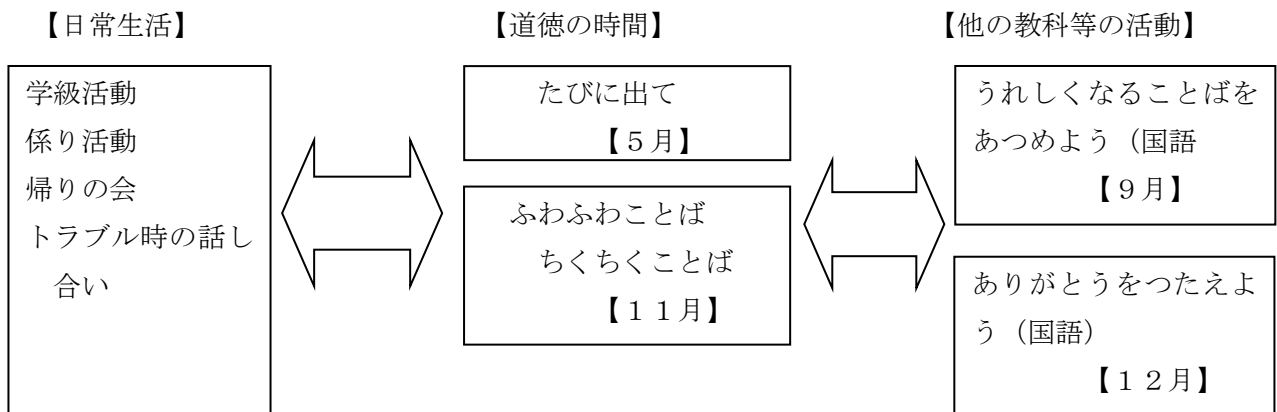 【日常生活】
学級活動
係り活動
帰りの会
トラブル時の話し
合い
【道徳の時間】
たびに出て
【５月】
ふわふわことば
ちくちくことば
【１１月】
【他の教科等の活動】
うれしくなることばを
あつめよう（国語
【９月】
ありがとうをつたえよ
う（国語）
【１２月】